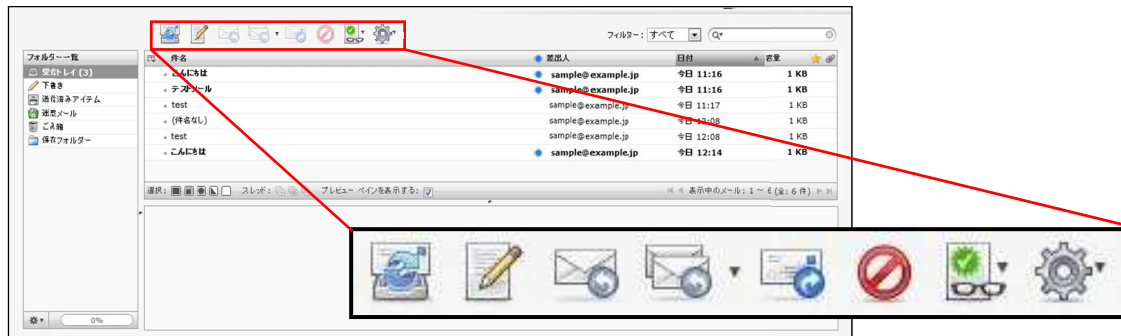 フィルター: すべて
フォルダー一覧
件名 差出人 日付 容量
受信トレイ (3)
下書き
送信済みアイテム
迷惑メール
ごみ箱
保存フォルダー
こんにちは sample@example.jp 今日 11:16 1 KB
テストメール sample@example.jp 今日 11:16 1 KB
test sample@example.jp 今日 11:17 1 KB
(件名なし) sample@example.jp 今日 12:08 1 KB
test sample@example.jp 今日 12:08 1 KB
こんにちは sample@example.jp 今日 12:14 1 KB
選択: スレッド: プレビュー ペインを表示する: 表示中のメール: 1 ~ 6 (全: 6 件)
0%